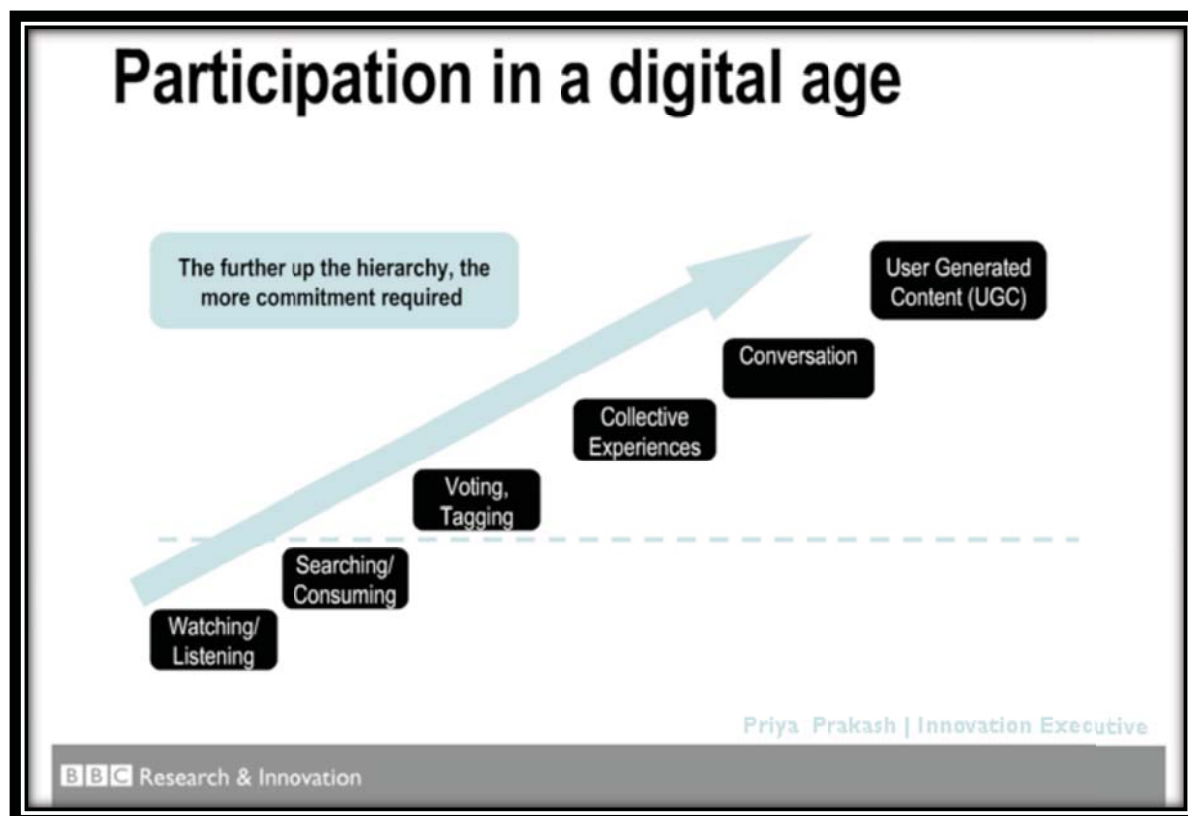 Participation in a digital age
The further up the hierarchy, the
more commitment required
User Generated
Content (UGC)
Conversation
Collective
Experiences
Voting,
Tagging
Searching/
Consuming
Watching/
Listening
Priya Prakash | Innovation Executive
BBC Research & Innovation